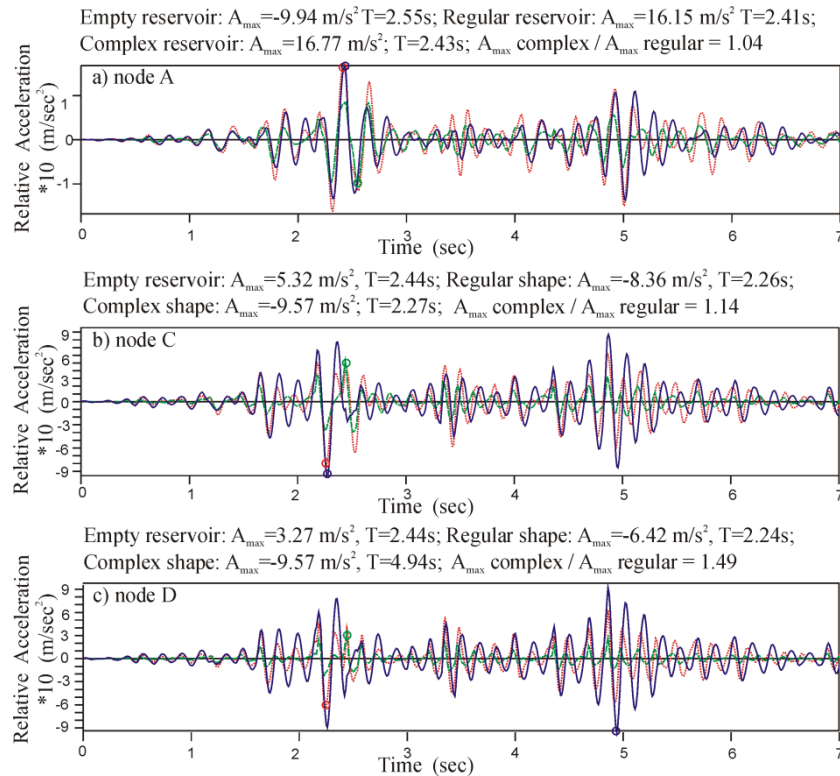 Empty reservoir: Amax=-9.94 m/s² T=2.55s; Regular reservoir: Amax=16.15 m/s² T=2.41s;
Complex reservoir: Amax=16.77 m/s²; T=2.43s; Amax complex / Amax regular = 1.04
a) node A
Relative Acceleration
*10 (m/sec²)
1
0
-1
0 1 2 3 4 5 6 7
Time (sec)
Empty reservoir: Amax=5.32 m/s², T=2.44s; Regular shape: Amax=-8.36 m/s², T=2.26s;
Complex shape: Amax=-9.57 m/s²; T=2.27s; Amax complex / Amax regular = 1.14
b) node C
Relative Acceleration
*10 (m/sec²)
9
6
3
0
-3
-6
-9
0 1 2 3 4 5 6 7
Time (sec)
Empty reservoir: Amax=3.27 m/s², T=2.44s; Regular shape: Amax=-6.42 m/s², T=2.24s;
Complex shape: Amax=-9.57 m/s², T=4.94s; Amax complex / Amax regular = 1.49
c) node D
Relative Acceleration
*10 (m/sec²)
9
6
3
0
-3
-6
-9
0 1 2 3 4 5 6 7
Time (sec)